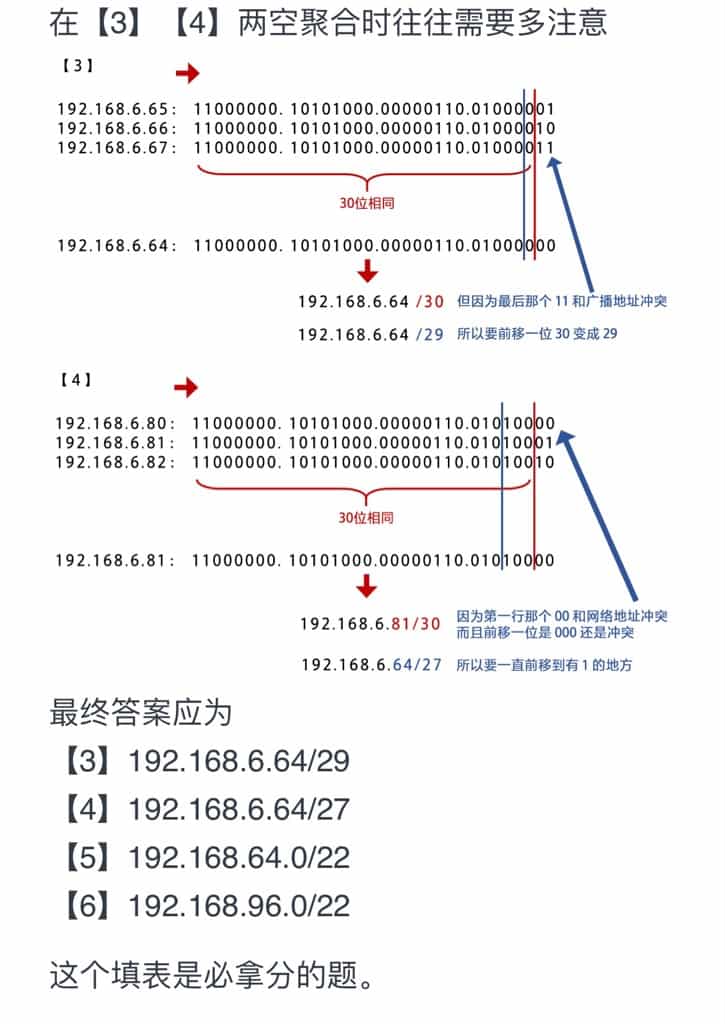 在【3】【4】两空聚合时往往需要多注意
【3】
192.168.6.65: 11000000. 10101000.00000110.01000001
192.168.6.66: 11000000. 10101000.00000110.01000010
192.168.6.67: 11000000. 10101000.00000110.01000011
30位相同
192.168.6.64: 11000000. 10101000.00000110.01000000
192.168.6.64 /30 但因为最后那个 11 和广播地址冲突
192.168.6.64 /29 所以要前移一位 30 变成 29
【4】
192.168.6.80: 11000000. 10101000.00000110.01010000
192.168.6.81: 11000000. 10101000.00000110.01010001
192.168.6.82: 11000000. 10101000.00000110.01010010
30位相同
192.168.6.81: 11000000. 10101000.00000110.01010000
192.168.6.81/30 因为第一行那个 00 和网络地址冲突
而且前移一位是 000 还是冲突
192.168.6.64/27 所以要一直前移到有 1 的地方
最终答案应为
【3】192.168.6.64/29
【4】192.168.6.64/27
【5】192.168.64.0/22
【6】192.168.96.0/22
这个填表是必拿分的题。